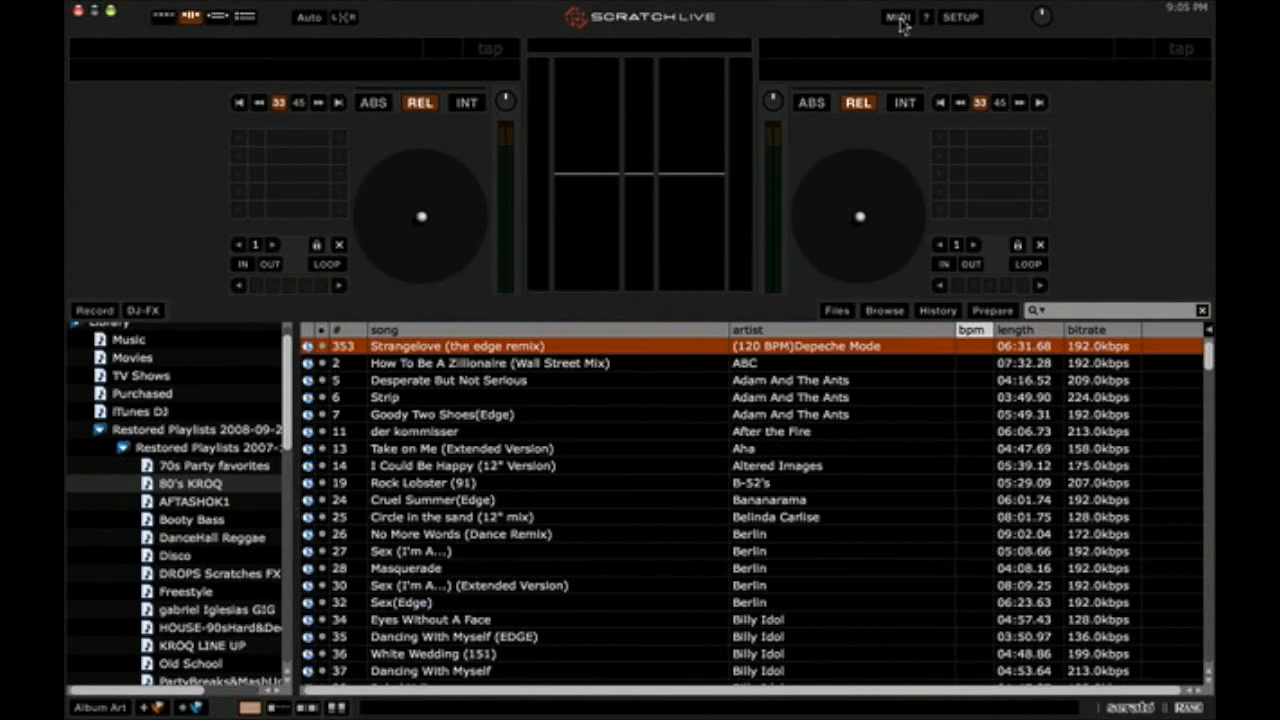 9:05 PM
Auto
SCRATCH LIVE
MIDI ? SETUP
tap tap
33 45 ABS REL INT ABS REL INT 33 45
1 1
IN OUT LOOP IN OUT LOOP
Record DJ-FX Files Browse History Prepare
# song artist bpm length bitrate
Library
Music
Movies
TV Shows
Purchased
iTunes DJ
Restored Playlists 2008-09-2
Restored Playlists 2007-
70s Party favorites
80's KROQ
AFTASHOK1
Booty Bass
DanceHall Reggae
Disco
DROPS Scratches FX
Freestyle
gabriel Iglesias GIG
HOUSE-90sHard&De
KROQ LINE UP
Old School
PartyBreaks&MashU
353 Strangelove (the edge remix) (120 BPM)Depeche Mode 06:31.68 192.0kbps
2 How To Be A Zillionaire (Wall Street Mix) ABC 07:32.28 192.0kbps
5 Desperate But Not Serious Adam And The Ants 04:16.52 209.0kbps
6 Strip Adam And The Ants 03:49.90 224.0kbps
7 Goody Two Shoes(Edge) Adam And The Ants 05:49.31 192.0kbps
11 der kommisser After the Fire 06:06.73 213.0kbps
13 Take on Me (Extended Version) Aha 04:47.69 158.0kbps
14 I Could Be Happy (12" Version) Altered Images 05:39.12 175.0kbps
19 Rock Lobster (91) B-52's 05:29.09 207.0kbps
24 Cruel Summer(Edge) Bananarama 06:01.74 192.0kbps
25 Circle in the sand (12" mix) Belinda Carlise 08:01.75 128.0kbps
26 No More Words (Dance Remix) Berlin 09:02.04 172.0kbps
27 Sex (I'm A...) Berlin 05:08.66 192.0kbps
28 Masquerade Berlin 04:08.16 192.0kbps
30 Sex (I'm A...) (Extended Version) Berlin 08:09.25 192.0kbps
32 Sex(Edge) Berlin 06:23.63 192.0kbps
34 Eyes Without A Face Billy Idol 04:57.43 128.0kbps
35 Dancing With Myself (EDGE) Billy Idol 03:50.97 136.0kbps
36 White Wedding (151) Billy Idol 04:48.86 199.0kbps
37 Dancing With Myself Billy Idol 04:53.64 213.0kbps
Album Art serato RANE